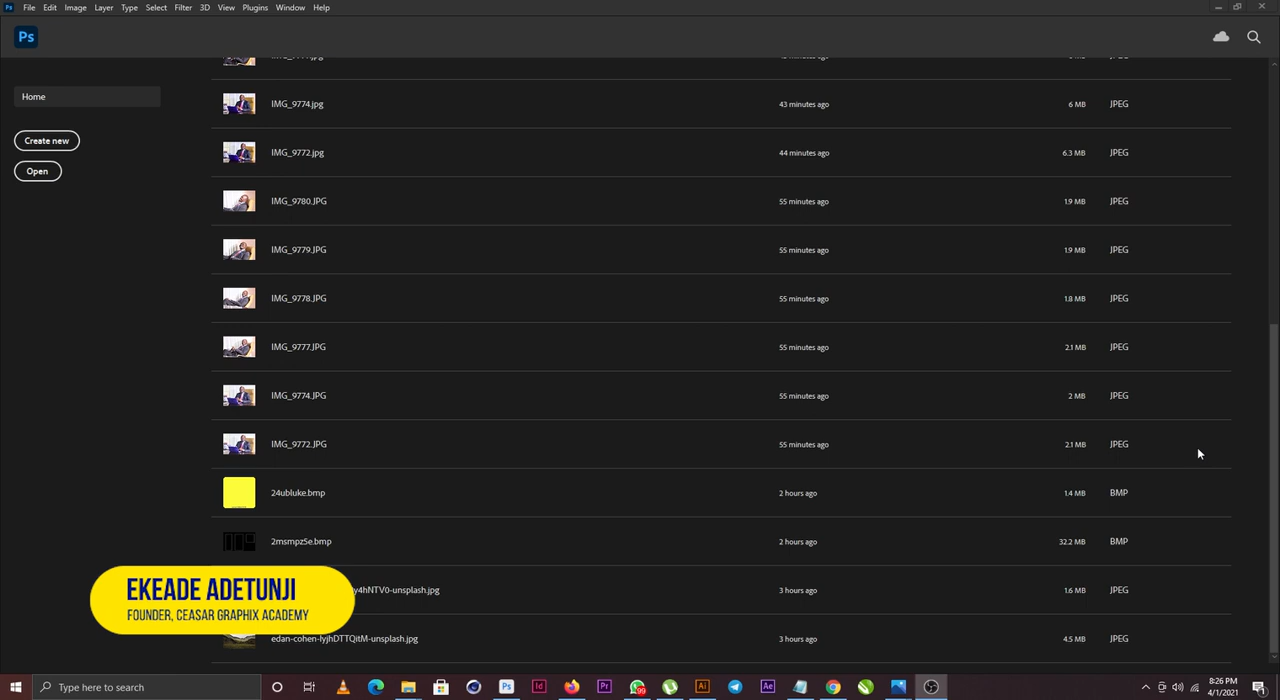 Ps File Edit Image Layer Type Select Filter 3D View Plugins Window Help
Ps
Home
Create new
Open
IMG_9774.jpg 43 minutes ago 6 MB JPEG
IMG_9772.jpg 44 minutes ago 6.3 MB JPEG
IMG_9780.JPG 55 minutes ago 1.9 MB JPEG
IMG_9779.JPG 55 minutes ago 1.9 MB JPEG
IMG_9778.JPG 55 minutes ago 1.8 MB JPEG
IMG_9777.JPG 55 minutes ago 2.1 MB JPEG
IMG_9774.JPG 55 minutes ago 2 MB JPEG
IMG_9772.JPG 55 minutes ago 2.1 MB JPEG
24ubluke.bmp 2 hours ago 1.4 MB BMP
2msmpz5e.bmp 2 hours ago 32.2 MB BMP
y4hNTV0-unsplash.jpg 3 hours ago 1.6 MB JPEG
edan-cohen-lyjhDTTQitM-unsplash.jpg 3 hours ago 4.5 MB JPEG
EKEADE ADETUNJI
FOUNDER, CEASAR GRAPHIX ACADEMY
Type here to search
Ps Id Pr 99 Ai Ae
8:26 PM
4/1/2021